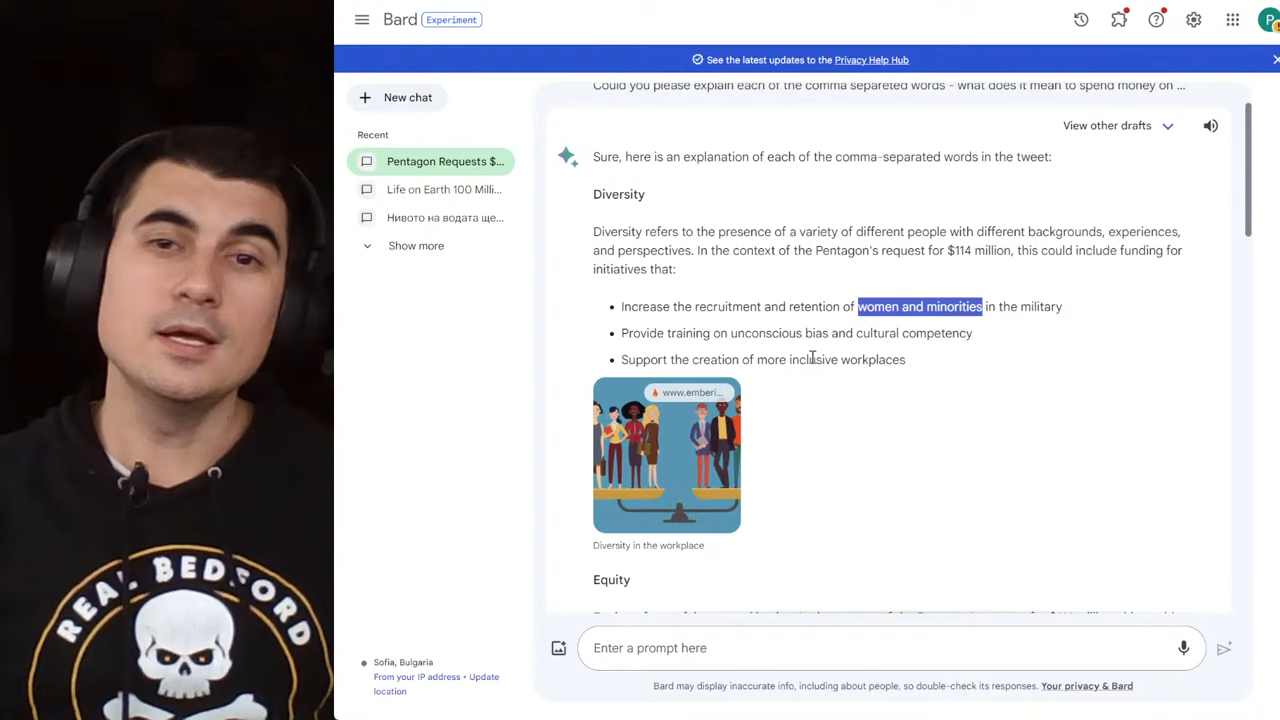 Bard Experiment
See the latest updates to the Privacy Help Hub
New chat
Recent
Pentagon Requests $...
Life on Earth 100 Milli...
Нивото на водата ще...
Show more
Sofia, Bulgaria
From your IP address • Update
location
Could you please explain each of the comma separeted words - what does it mean to spend money on ...
View other drafts
Sure, here is an explanation of each of the comma-separated words in the tweet:
Diversity
Diversity refers to the presence of a variety of different people with different backgrounds, experiences,
and perspectives. In the context of the Pentagon's request for $114 million, this could include funding for
initiatives that:
• Increase the recruitment and retention of women and minorities in the military
• Provide training on unconscious bias and cultural competency
• Support the creation of more inclusive workplaces
www.emberi...
Diversity in the workplace
Equity
Enter a prompt here
Bard may display inaccurate info, including about people, so double-check its responses. Your privacy & Bard
P
REAL BEDFORD